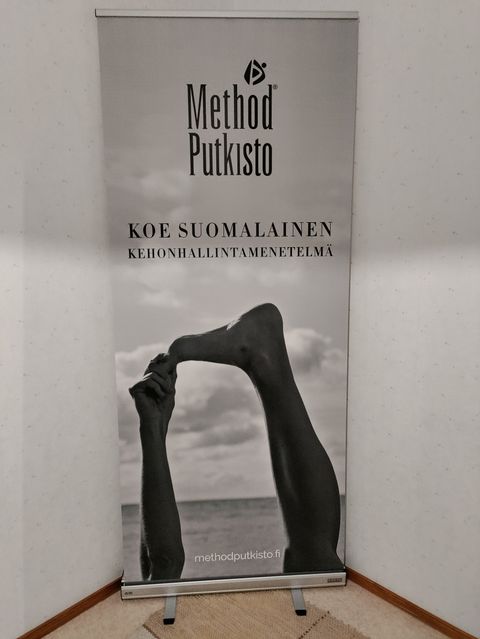 Method®
Putkisto
KOE SUOMALAINEN
KEHONHALLINTAMENETELMÄ
methodputkisto.fi